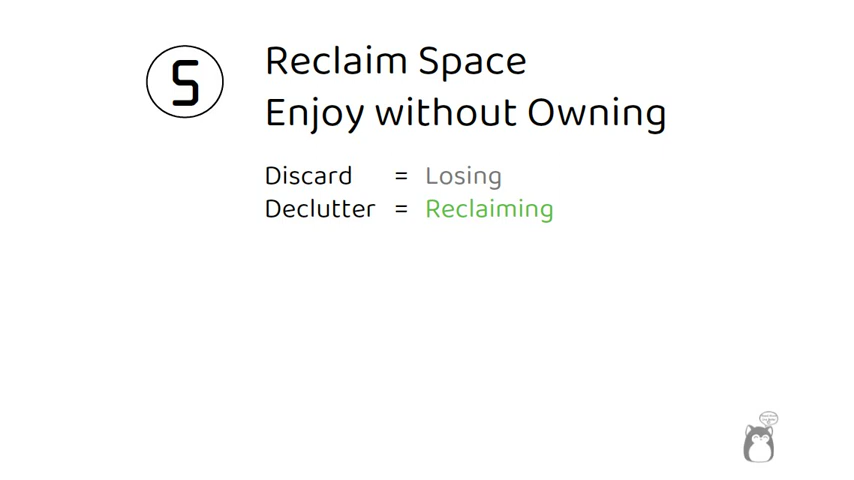 5
Reclaim Space
Enjoy without Owning
Discard = Losing
Declutter = Reclaiming